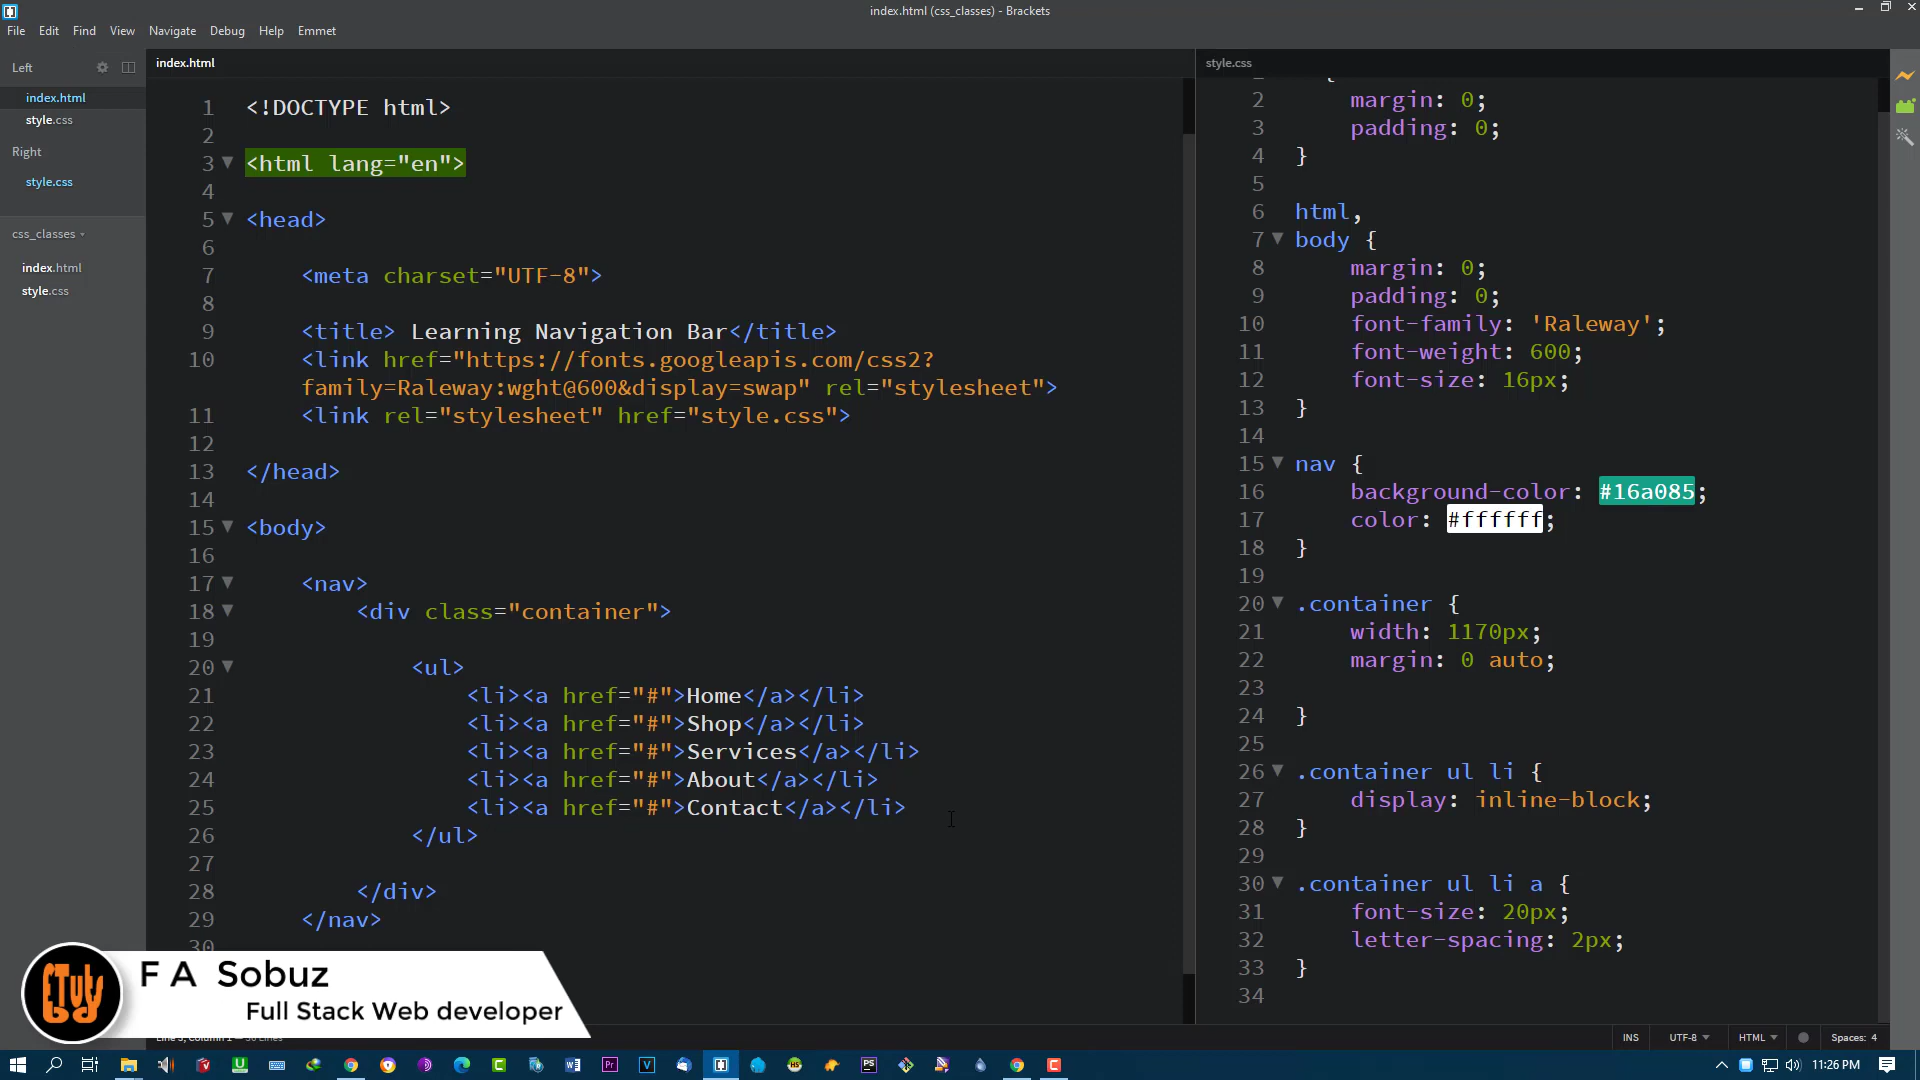 index.html (css_classes) - Brackets
File Edit Find View Navigate Debug Help Emmet
Left
index.html
style.css
Right
style.css
css_classes
index.html
style.css
index.html
1 <!DOCTYPE html>
2
3 <html lang="en">
4
5 <head>
6
7 <meta charset="UTF-8">
8
9 <title> Learning Navigation Bar</title>
10 <link href="https://fonts.googleapis.com/css2?
family=Raleway:wght@600&display=swap" rel="stylesheet">
11 <link rel="stylesheet" href="style.css">
12
13 </head>
14
15 <body>
16
17 <nav>
18 <div class="container">
19
20 <ul>
21 <li><a href="#">Home</a></li>
22 <li><a href="#">Shop</a></li>
23 <li><a href="#">Services</a></li>
24 <li><a href="#">About</a></li>
25 <li><a href="#">Contact</a></li>
26 </ul>
27
28 </div>
29 </nav>
30
style.css
2 margin: 0;
3 padding: 0;
4 }
5
6 html,
7 body {
8 margin: 0;
9 padding: 0;
10 font-family: 'Raleway';
11 font-weight: 600;
12 font-size: 16px;
13 }
14
15 nav {
16 background-color: #16a085;
17 color: #ffffff;
18 }
19
20 .container {
21 width: 1170px;
22 margin: 0 auto;
23
24 }
25
26 .container ul li {
27 display: inline-block;
28 }
29
30 .container ul li a {
31 font-size: 20px;
32 letter-spacing: 2px;
33 }
34
F A Sobuz
Full Stack Web developer
INS UTF-8 HTML Spaces: 4
11:26 PM